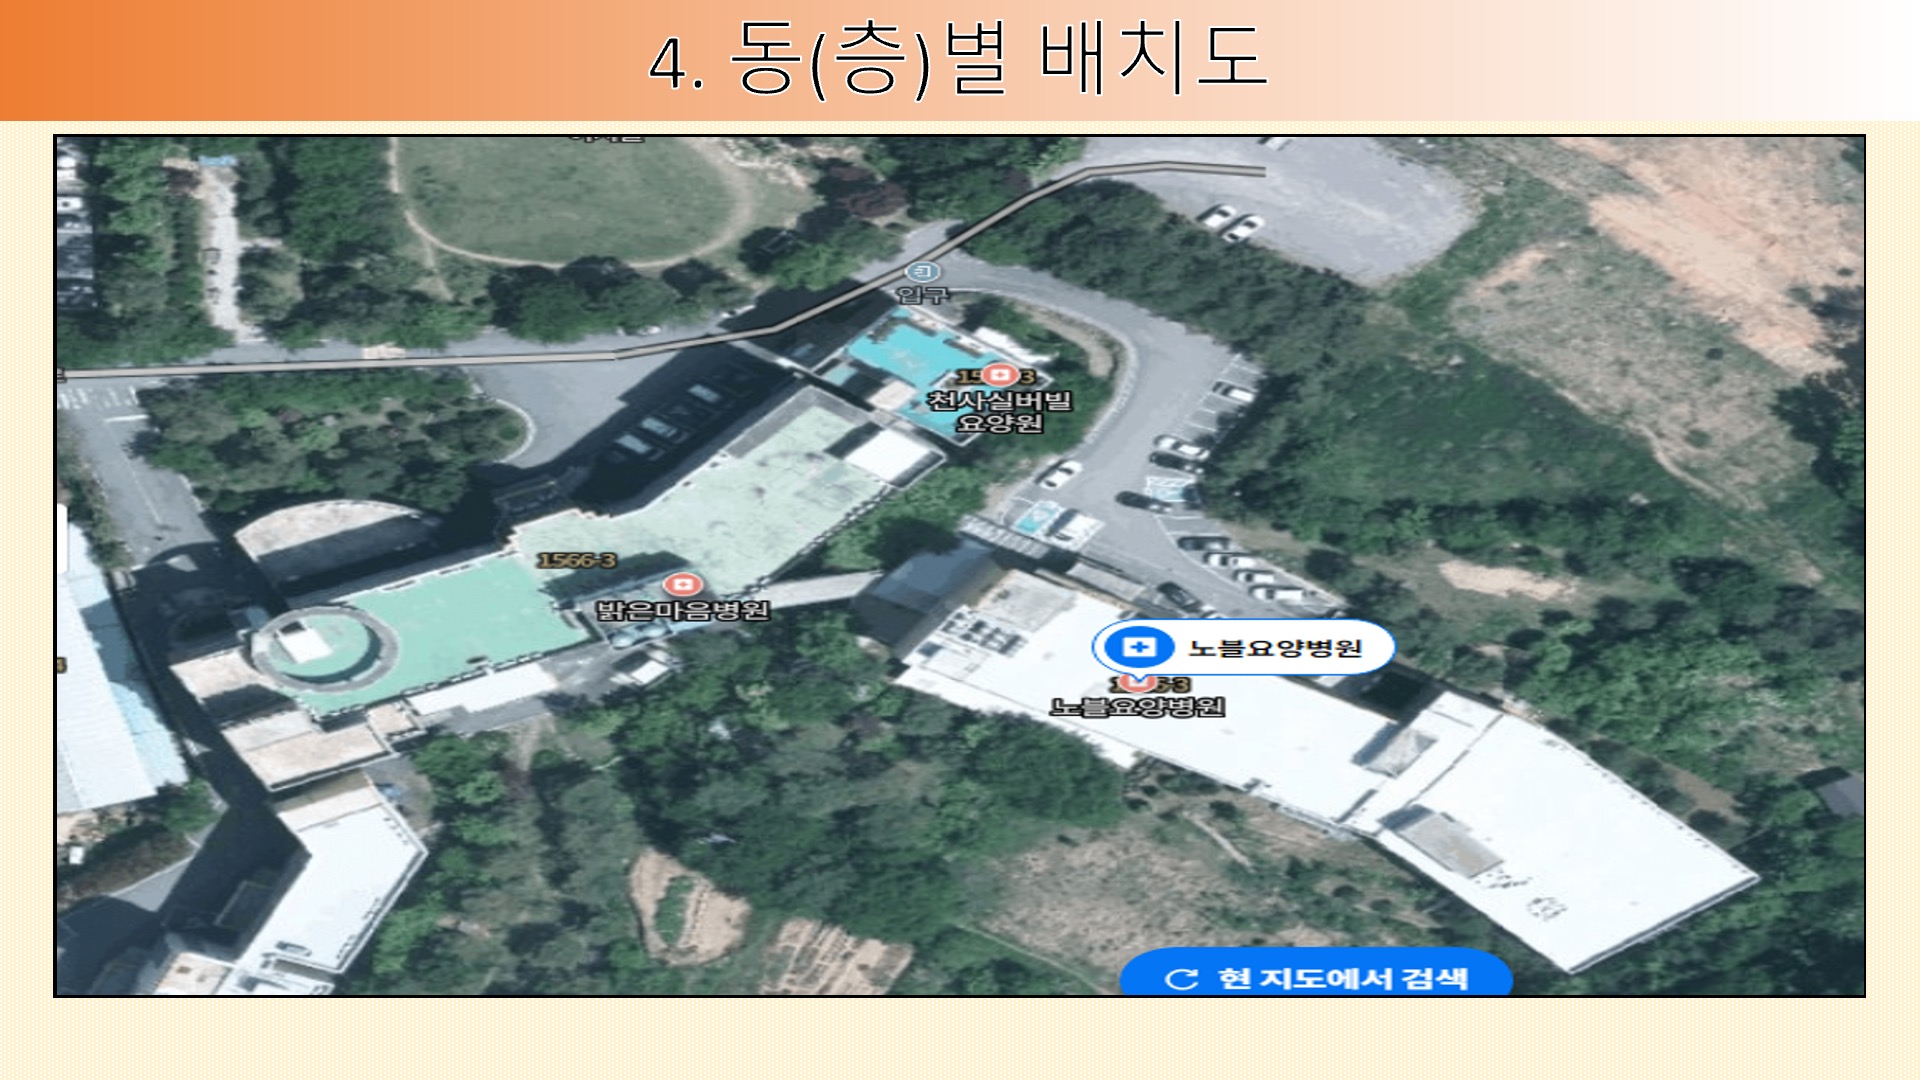 4. 동(층)별 배치도
입구
천사실버빌
요양원
1566-3
밝은마음병원
노블요양병원
노블요양병원
현 지도에서 검색